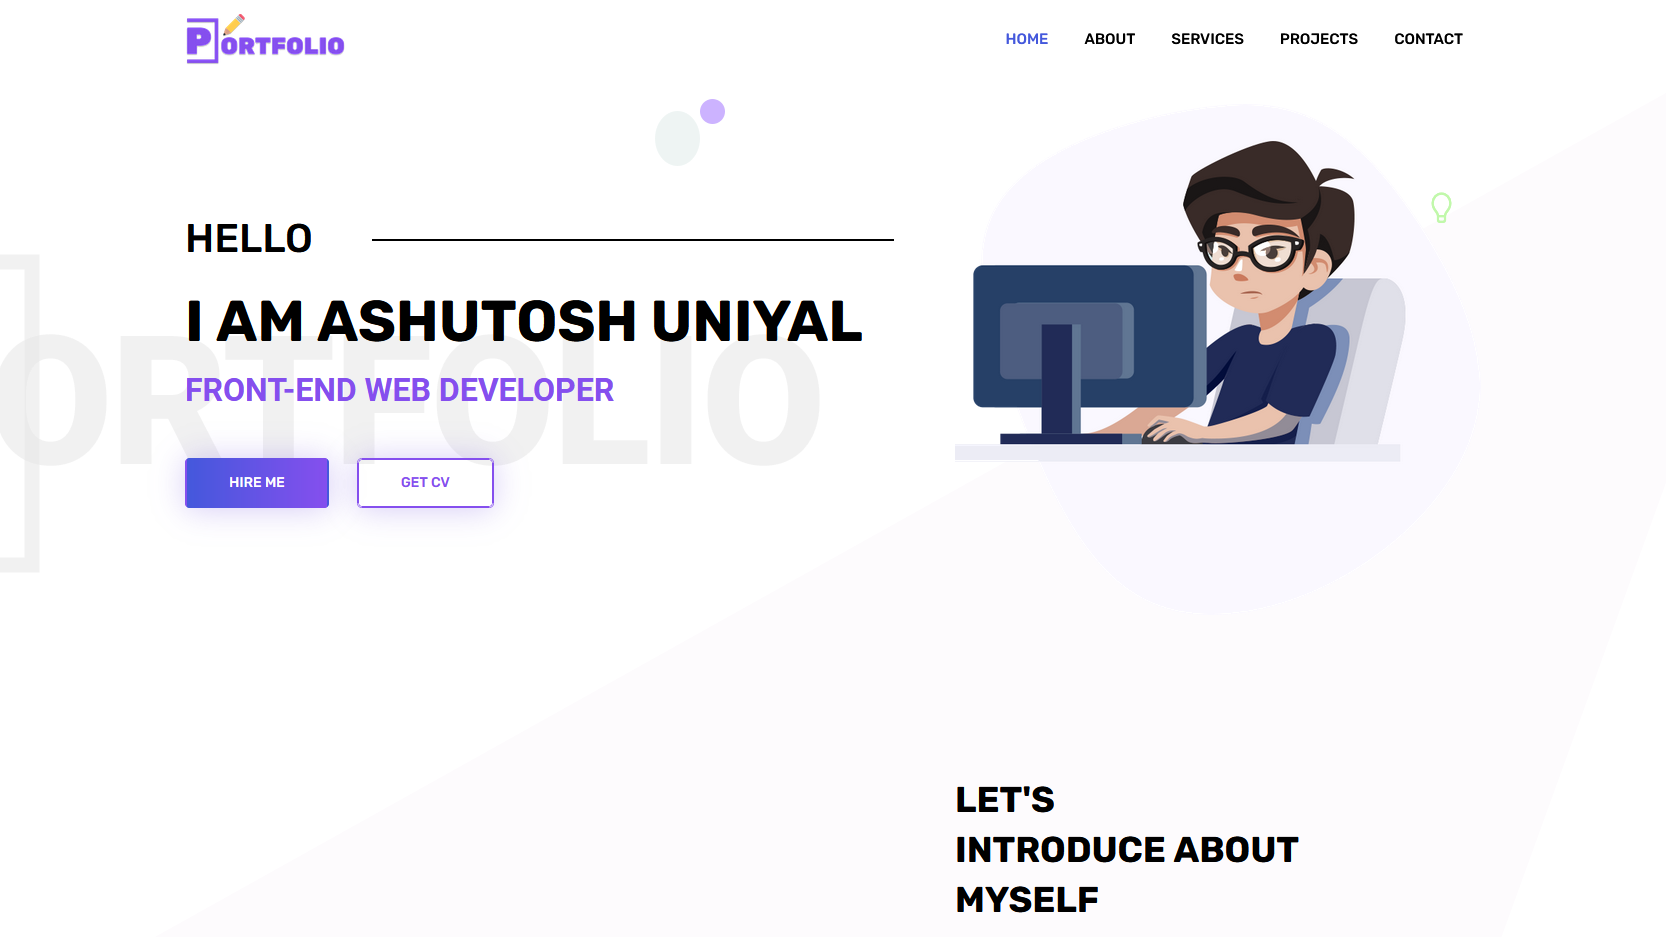 PORTFOLIO
HOME ABOUT SERVICES PROJECTS CONTACT
HELLO
I AM ASHUTOSH UNIYAL
ORTFOLIO
FRONT-END WEB DEVELOPER
HIRE ME GET CV
LET'S
INTRODUCE ABOUT
MYSELF